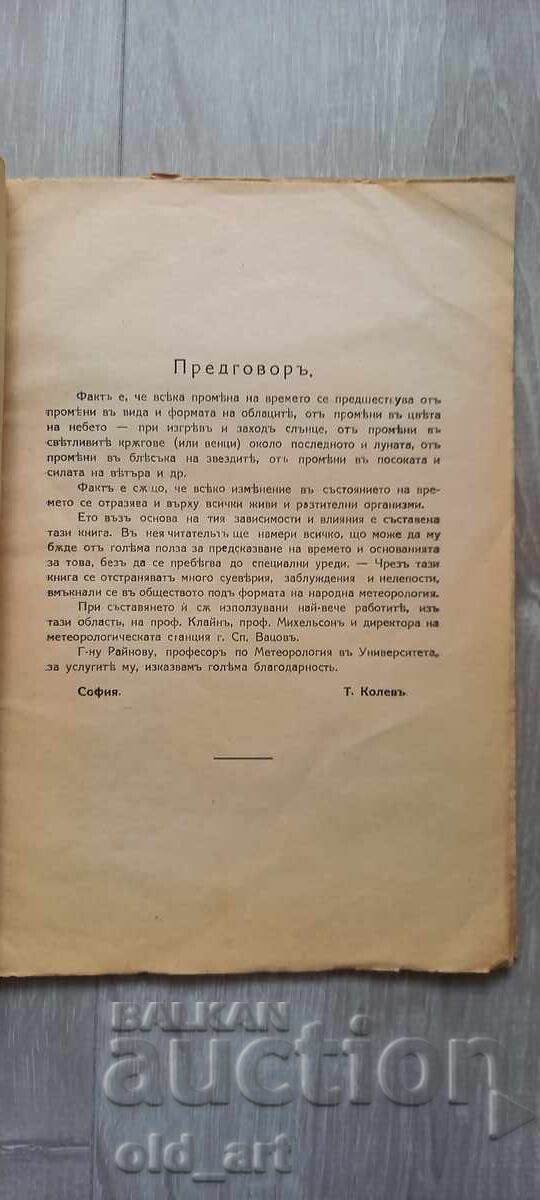 Предговоръ,
Фактъ е, че всѣка промѣна на времето се предшествува отъ
промѣни въ вида и формата на облацитѣ, отъ промѣни въ цвѣта
на небето — при изгрѣвъ и заходъ слънце, отъ промѣни въ
свѣтливитѣ крѫгове (или венци) около последното и луната, отъ
промѣни въ блѣсъка на звездитѣ, отъ промѣни въ посоката и
силата на вѣтъра и др.
Фактъ е сѫщо, че всѣко измѣнение въ състоянието на вре-
мето се отразява и върху всички живи и разтителни организми.
Ето възъ основа на тия зависимости и влияния е съставена
тази книга. Въ нея читательтъ ще намери всичко, що може да му
бѫде отъ голѣма полза за предсказване на времето и основанията
за това, безъ да се пребѣгва до специални уреди. — Чрезъ тази
книга се отстраняватъ много суевѣрия, заблуждения и нелепости,
вмъкнали се въ обществото подъ формата на народна метеорология.
При съставянето ѝ сѫ използувани най-вече работитѣ, изъ
тази область, на проф. Клайнъ, проф. Михельсонъ и директора на
метеорологическата станция г. Сп. Вацовъ.
Г-ну Райнову, професоръ по Метеорология въ Университета,
за услугитѣ му, изказвамъ голѣма благодарность.
София. Т. Колевъ.
BALKAN
auction
old_art